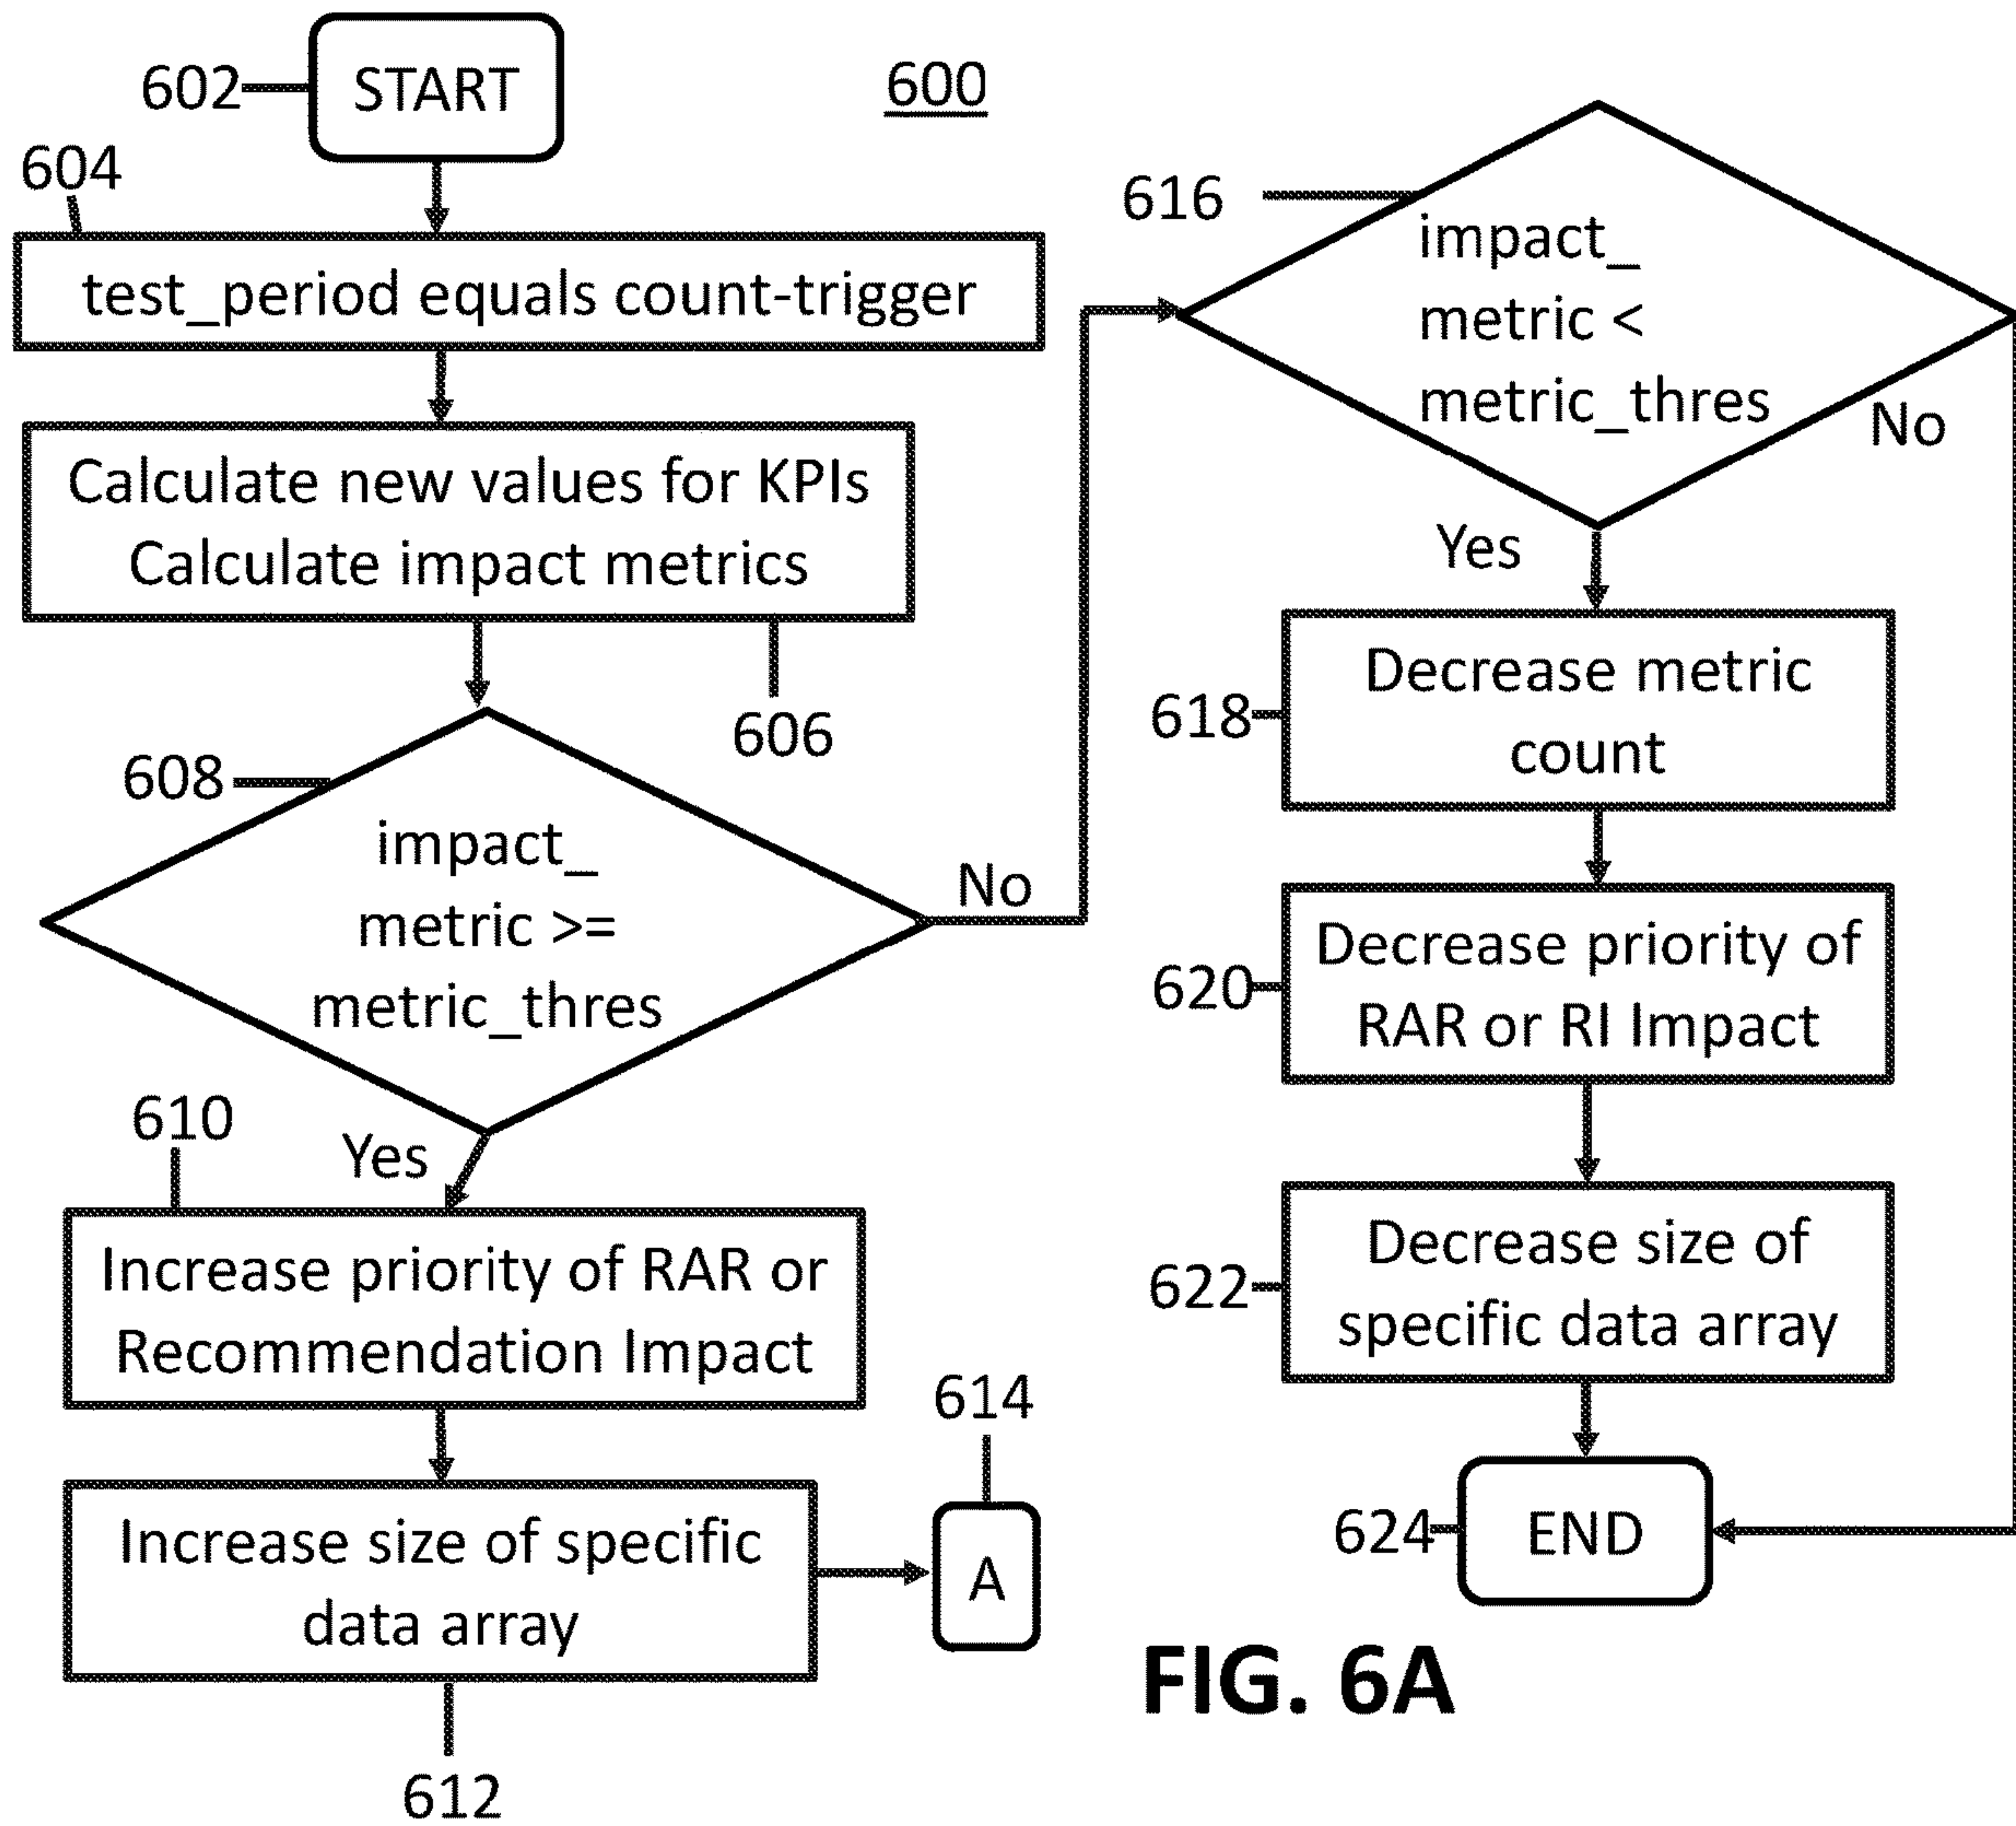 602
START
600
604
test_period equals count-trigger
Calculate new values for KPIs
Calculate impact metrics
606
608
impact_
metric >=
metric_thres
No
Yes
610
Increase priority of RAR or
Recommendation Impact
Increase size of specific
data array
612
614
A
616
impact_
metric <
metric_thres
No
Yes
618
Decrease metric
count
620
Decrease priority of
RAR or RI Impact
622
Decrease size of
specific data array
624
END
FIG. 6A